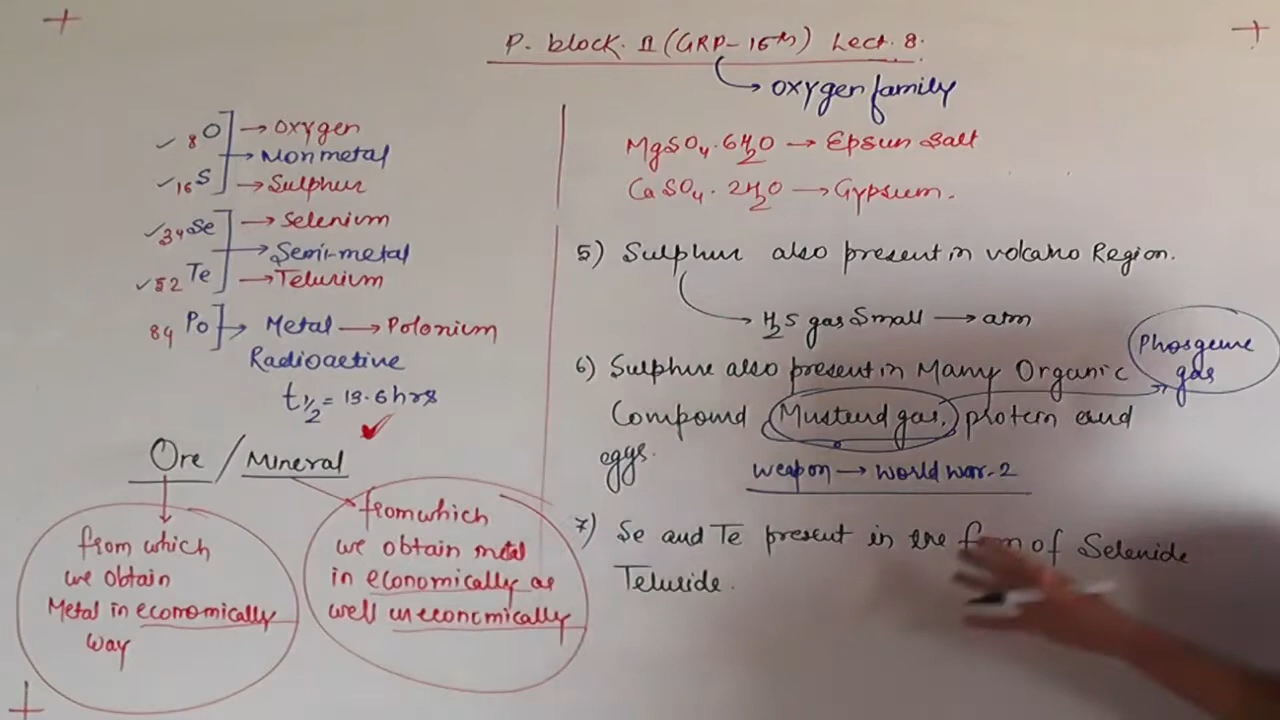 P. block. II (GRP-16th) Lect. 8.
oxygen family
8O → oxygen
→ Nonmetal
16S → Sulphur
34Se → Selenium
→ Semi-metal
52Te → Telurium
84Po → Metal → Polonium
Radioactive
t1/2 = 13.6 hrs
Ore / Mineral
from which
we obtain
Metal in economically
way
from which
we obtain metal
in economically as
well uneconomically
MgSO4.6H2O → Epsun Salt
CaSO4.2H2O → Gypsum.
5) Sulphur also present in volcano Region.
H2S gas Small → atm
6) Sulphur also present in Many Organic
Compound Musturd gas, protein and
eggs.
Phosgene
gas
weapon → world war-2
7) Se and Te present in the form of Selenide
Teluride.